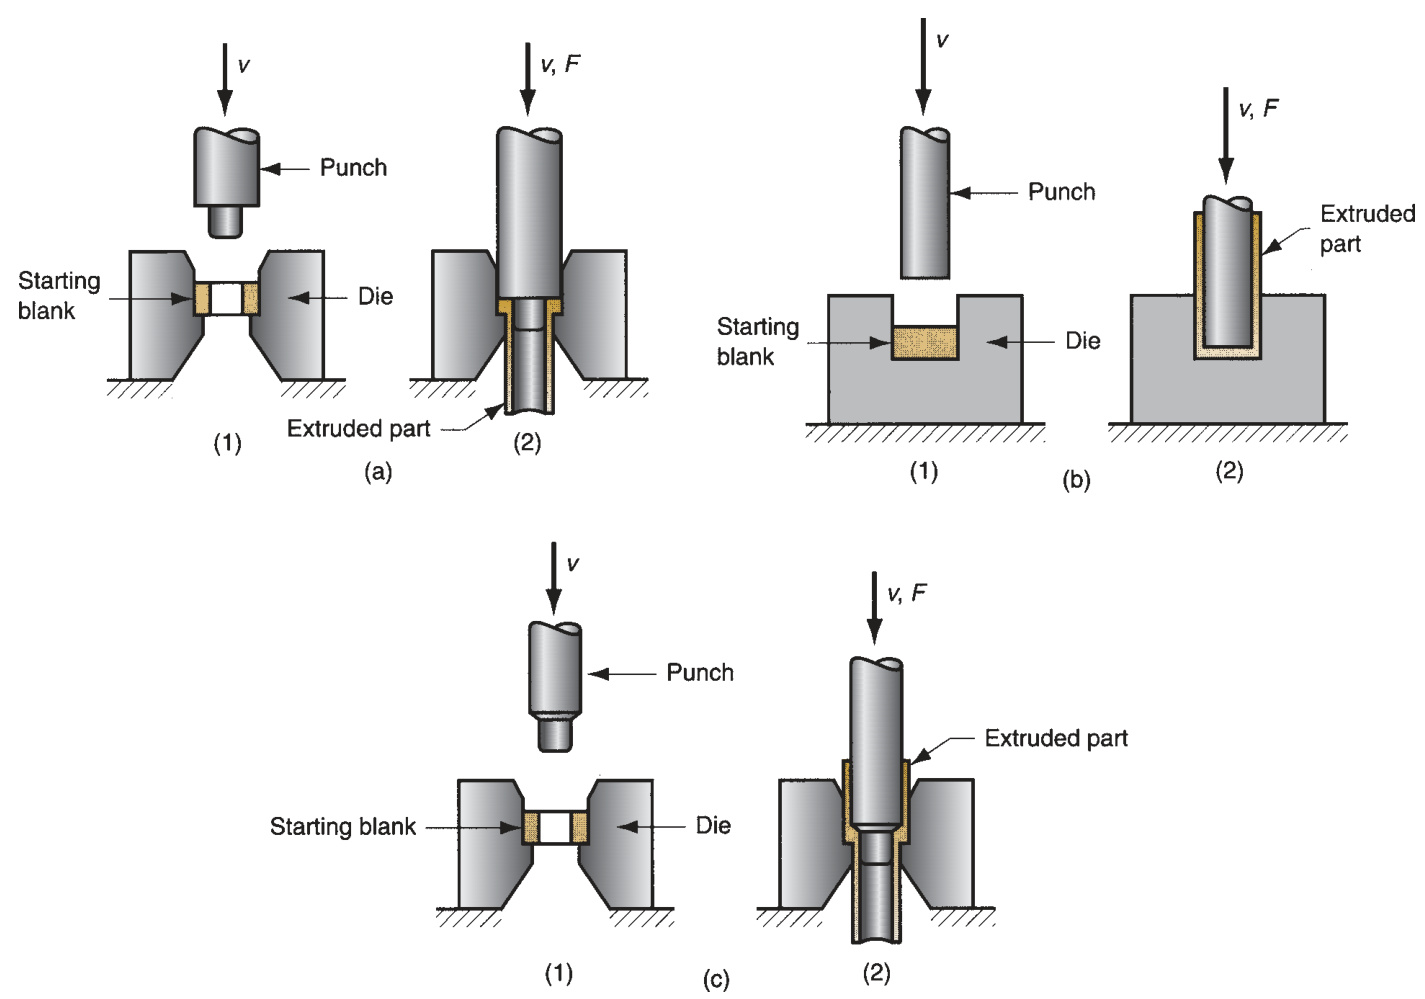 v
Punch
Starting
blank
Die
(1)
v, F
Extruded part
(2)
(a)
v
Punch
Starting
blank
Die
(1)
v, F
Extruded
part
(2)
(b)
v
Punch
Starting blank
Die
(1)
v, F
Extruded part
(2)
(c)